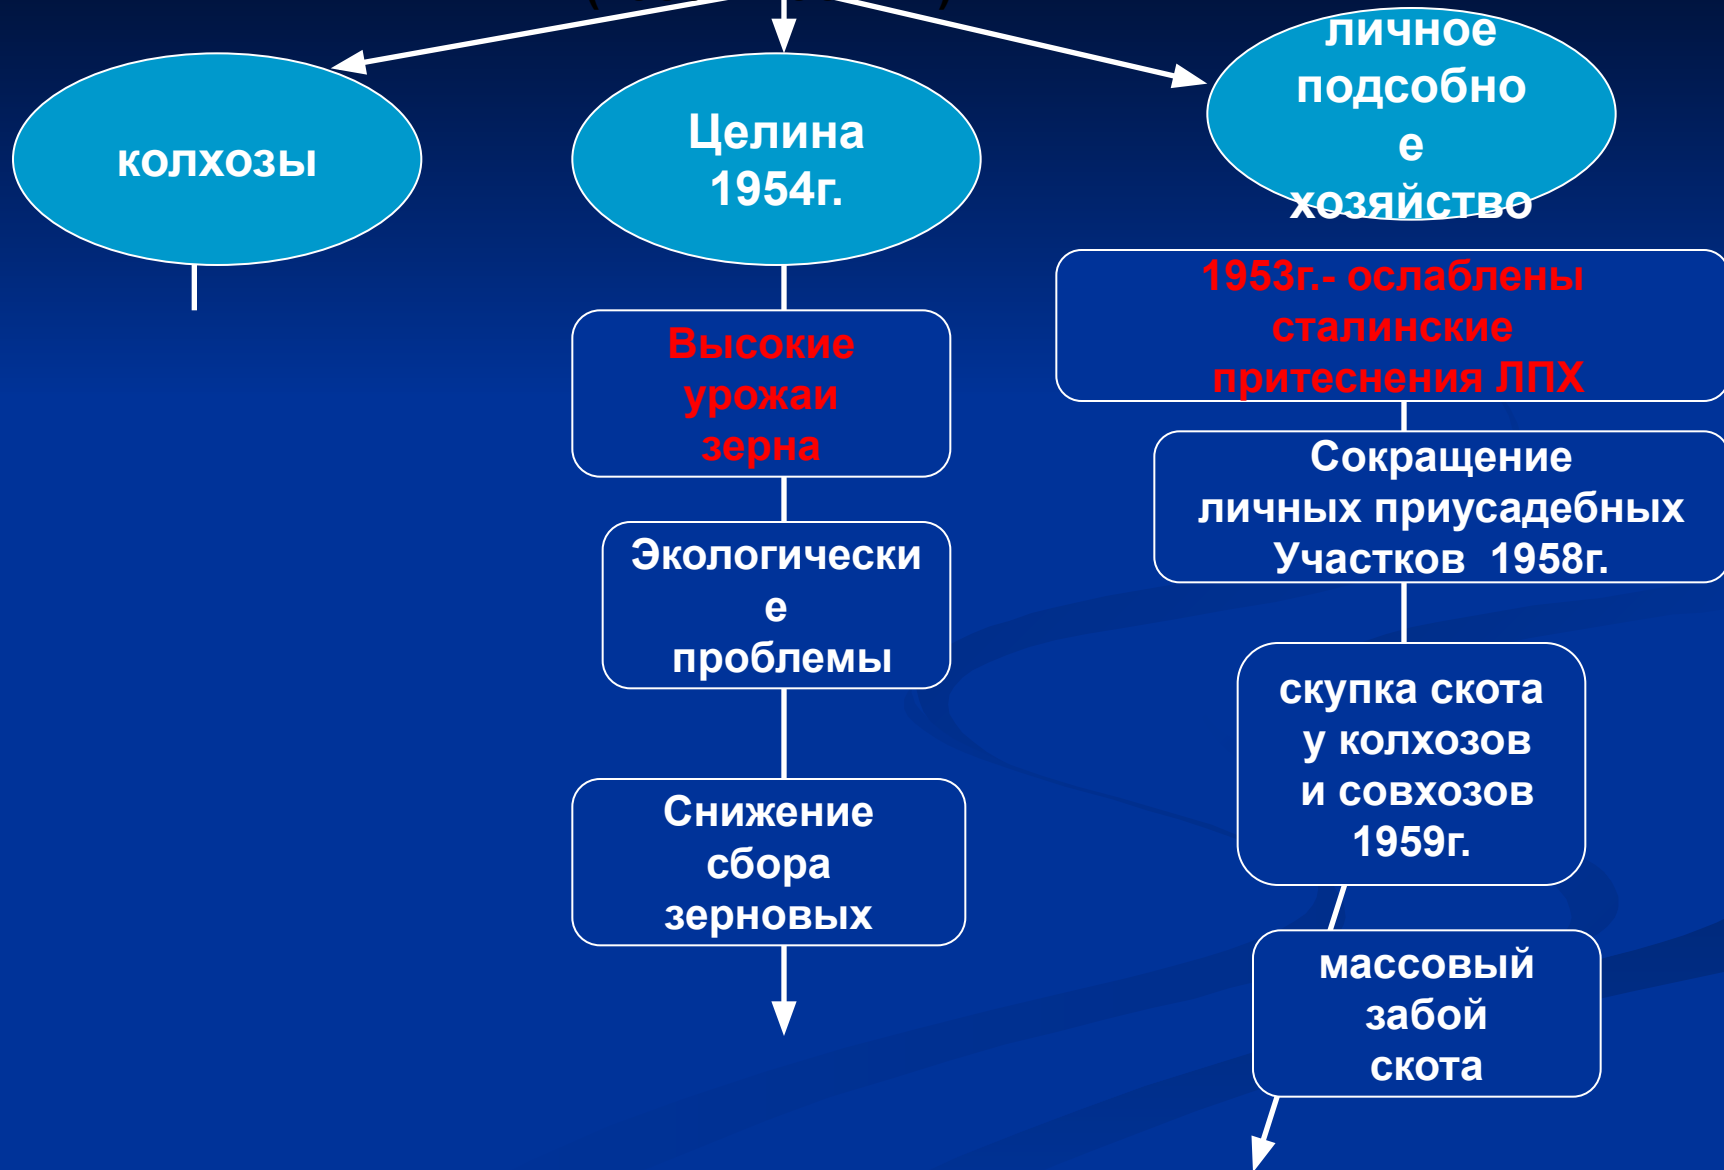 колхозы
Целина
1954г.
Высокие
урожаи
зерна
Экологически
е
проблемы
Снижение
сбора
зерновых
личное
подсобно
е
хозяйство
1953г.- ослаблены
сталинские
притеснения ЛПХ
Сокращение
личных приусадебных
Участков 1958г.
скупка скота
у колхозов
и совхозов
1959г.
массовый
забой
скота